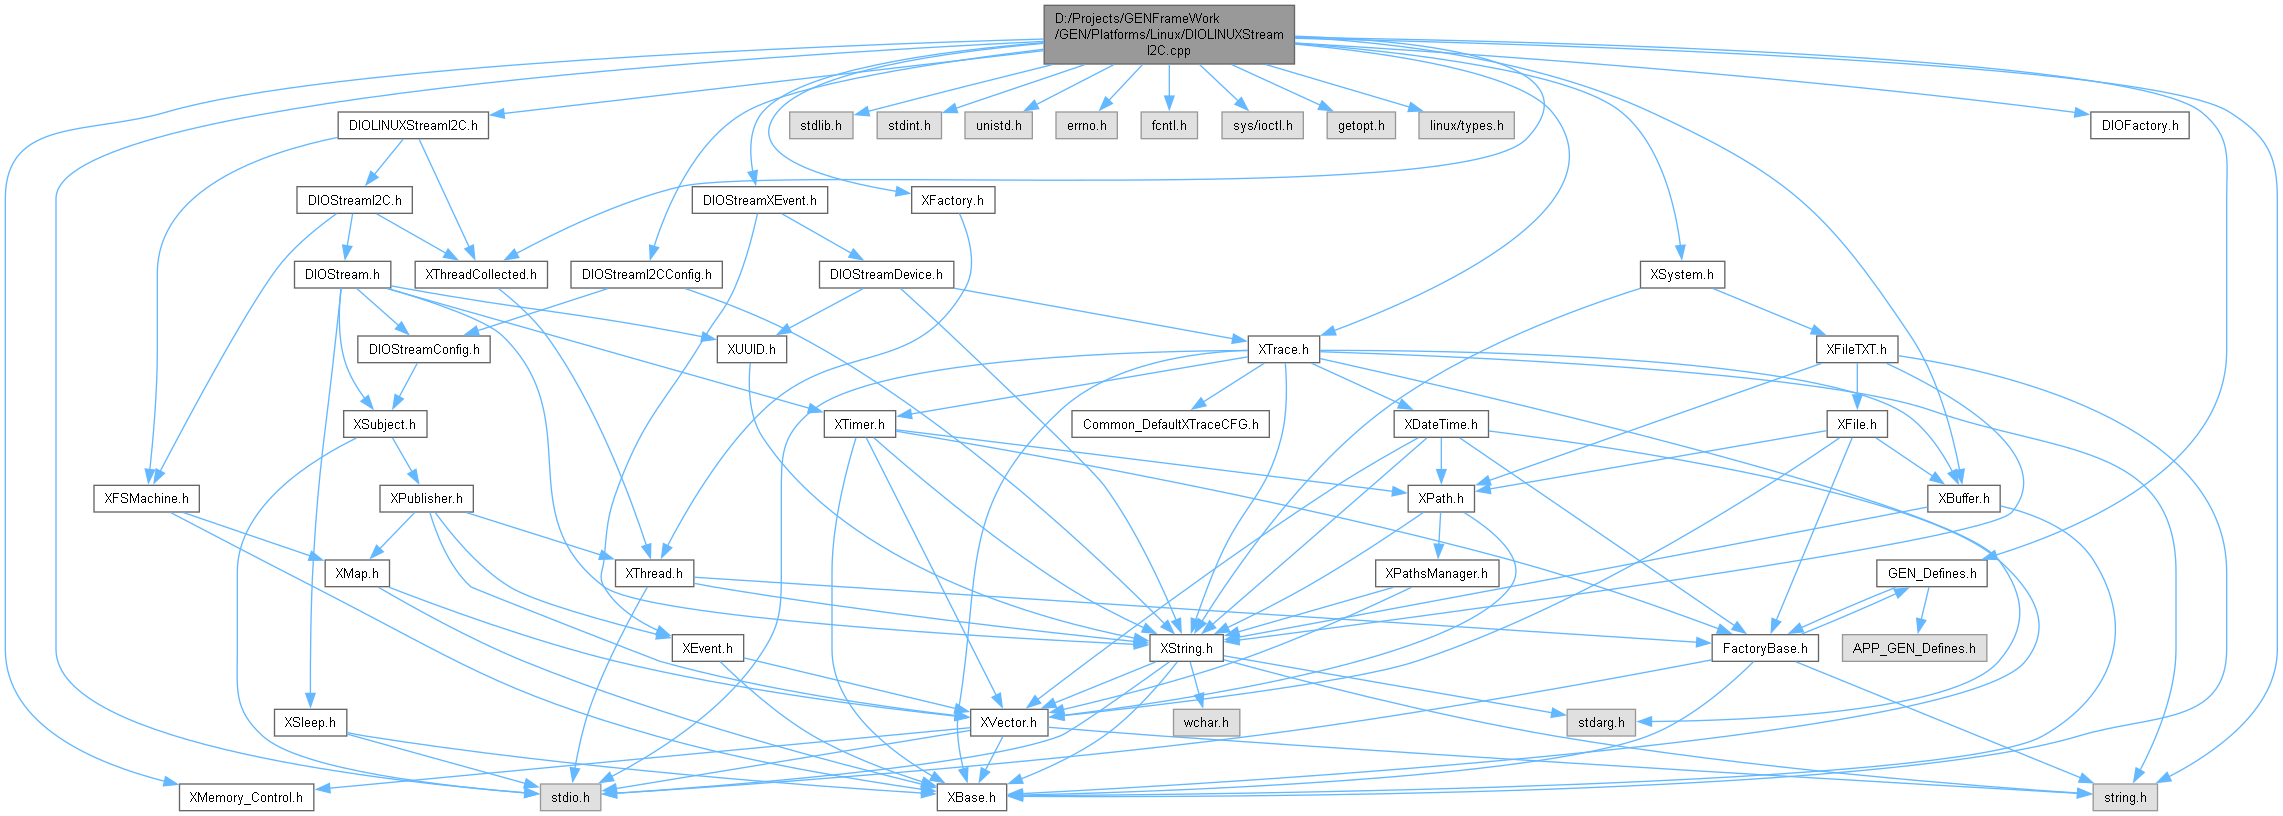 D:/Projects/GENFrameWork
/GEN/Platforms/Linux/DIOLINUXStream
I2C.cpp
DIOLINUXStreamI2C.h
stdlib.h
stdint.h
unistd.h
errno.h
fcntl.h
sys/ioctl.h
getopt.h
linux/types.h
DIOFactory.h
DIOStreamI2C.h
DIOStreamXEvent.h
XFactory.h
DIOStream.h
XThreadCollected.h
DIOStreamI2CConfig.h
DIOStreamDevice.h
XSystem.h
DIOStreamConfig.h
XUUID.h
XTrace.h
XFileTXT.h
XSubject.h
XTimer.h
Common_DefaultXTraceCFG.h
XDateTime.h
XFile.h
XFSMachine.h
XPublisher.h
XPath.h
XBuffer.h
XMap.h
XThread.h
XPathsManager.h
GEN_Defines.h
XEvent.h
XString.h
FactoryBase.h
APP_GEN_Defines.h
XSleep.h
XVector.h
wchar.h
stdarg.h
XMemory_Control.h
stdio.h
XBase.h
string.h